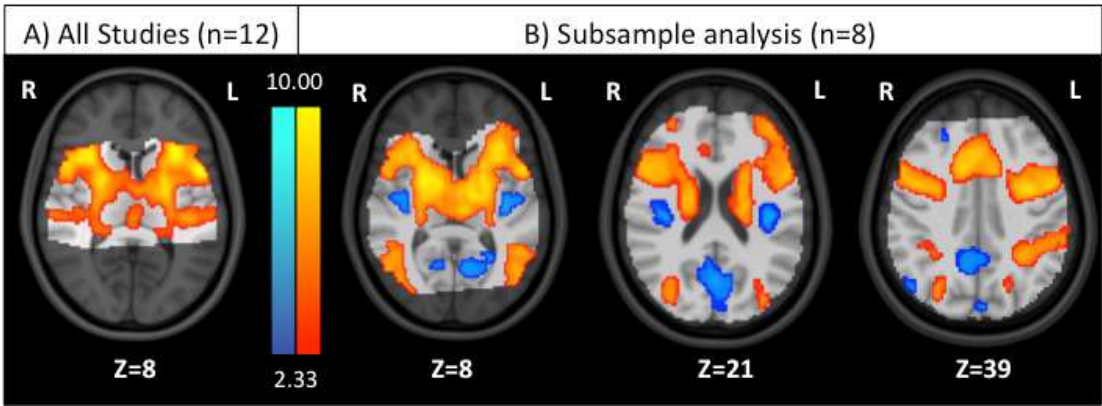 A) All Studies (n=12)
B) Subsample analysis (n=8)
R L
10.00
2.33
R L
R L
R L
Z=8
Z=8
Z=21
Z=39